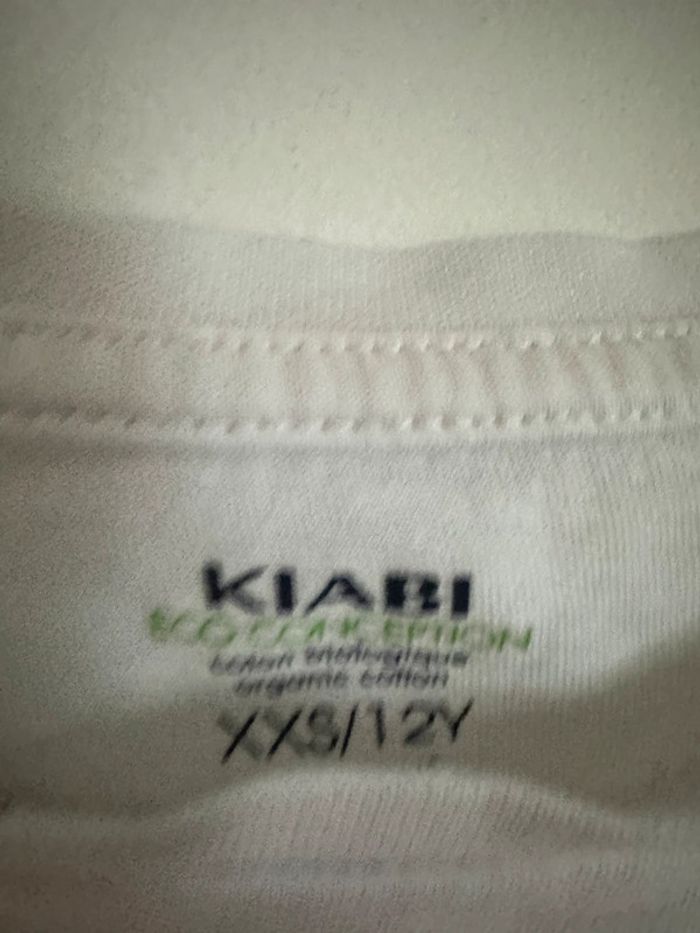 KIABI
ECO CONCEPTION
coton biologique
organic cotton
XXS/12Y